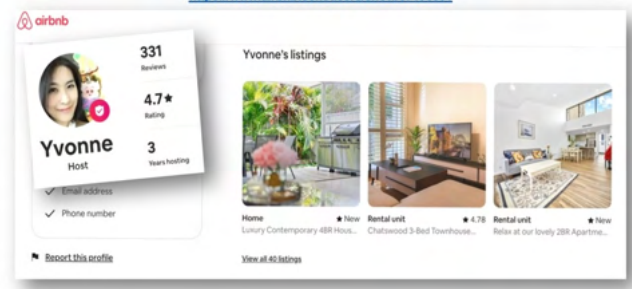 airbnb
331
Reviews
4.7★
Rating
Yvonne
Host
3
Years hosting
✓ Email address
✓ Phone number
Report this profile
Yvonne's listings
Home ★ New
Luxury Contemporary 4BR Hous...
Rental unit ★ 4.78
Chatswood 3-Bed Townhouse...
Rental unit ★ New
Relax at our lovely 2BR Apartme...
View all 40 listings